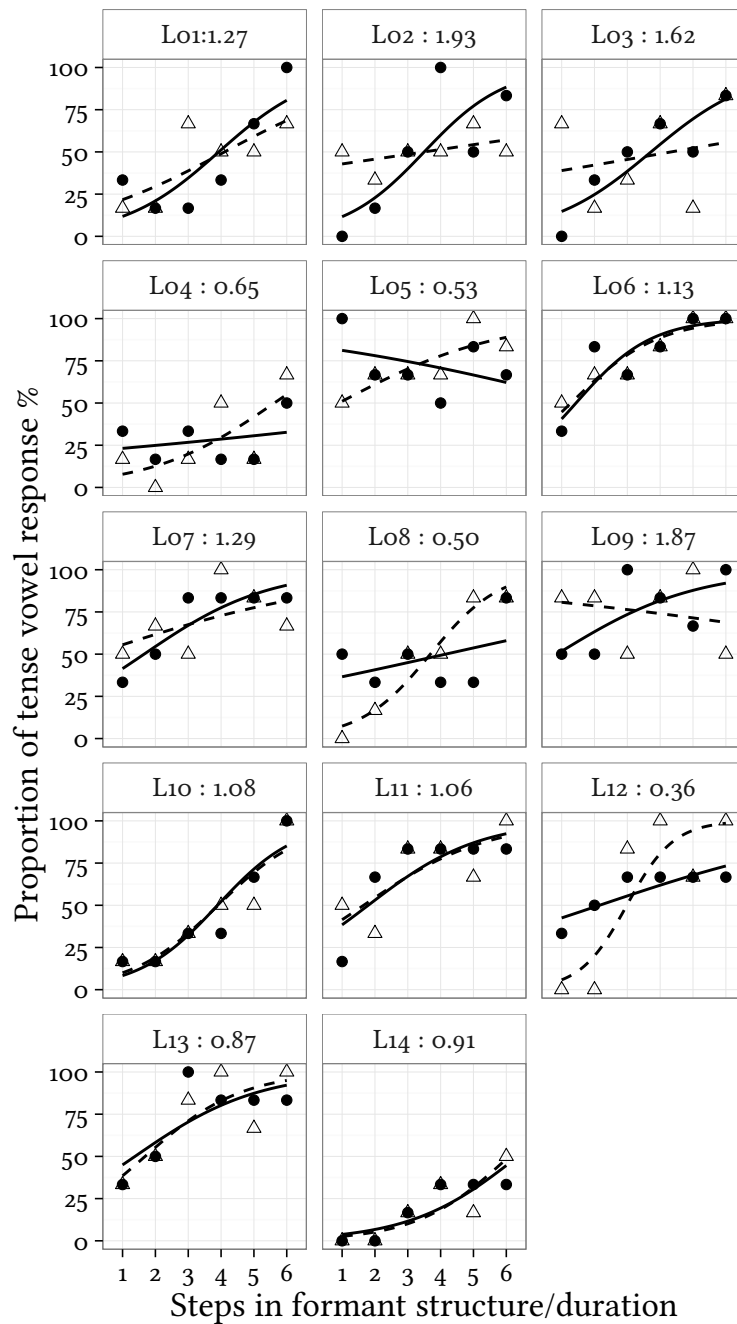 L01:1.27
L02 : 1.93
L03 : 1.62
100
75
50
25
0
L04 : 0.65
L05 : 0.53
L06 : 1.13
100
75
50
25
0
L07 : 1.29
L08 : 0.50
L09 : 1.87
100
75
50
25
0
L10 : 1.08
L11 : 1.06
L12 : 0.36
100
75
50
25
0
L13 : 0.87
L14 : 0.91
100
75
50
25
0
1 2 3 4 5 6
1 2 3 4 5 6
Proportion of tense vowel response %
Steps in formant structure/duration